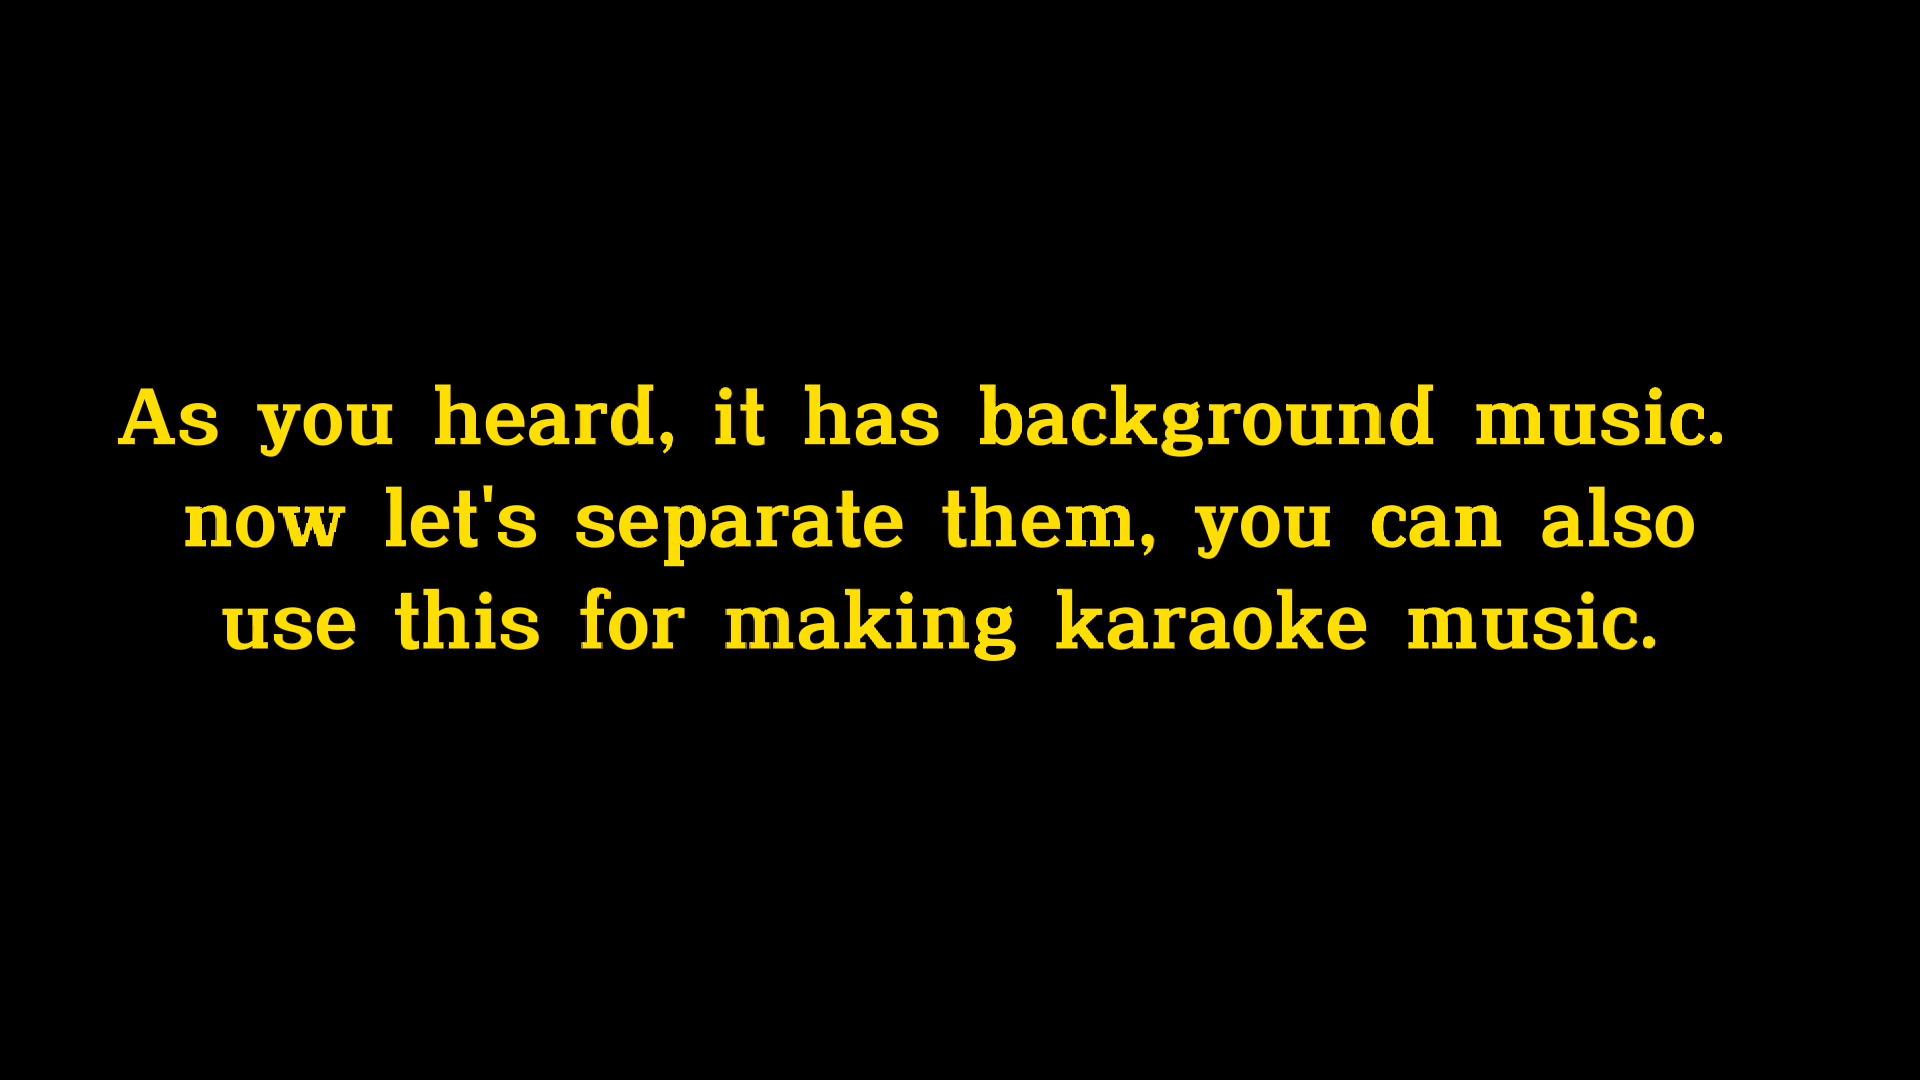 As you heard, it has background music.
now let's separate them, you can also
use this for making karaoke music.